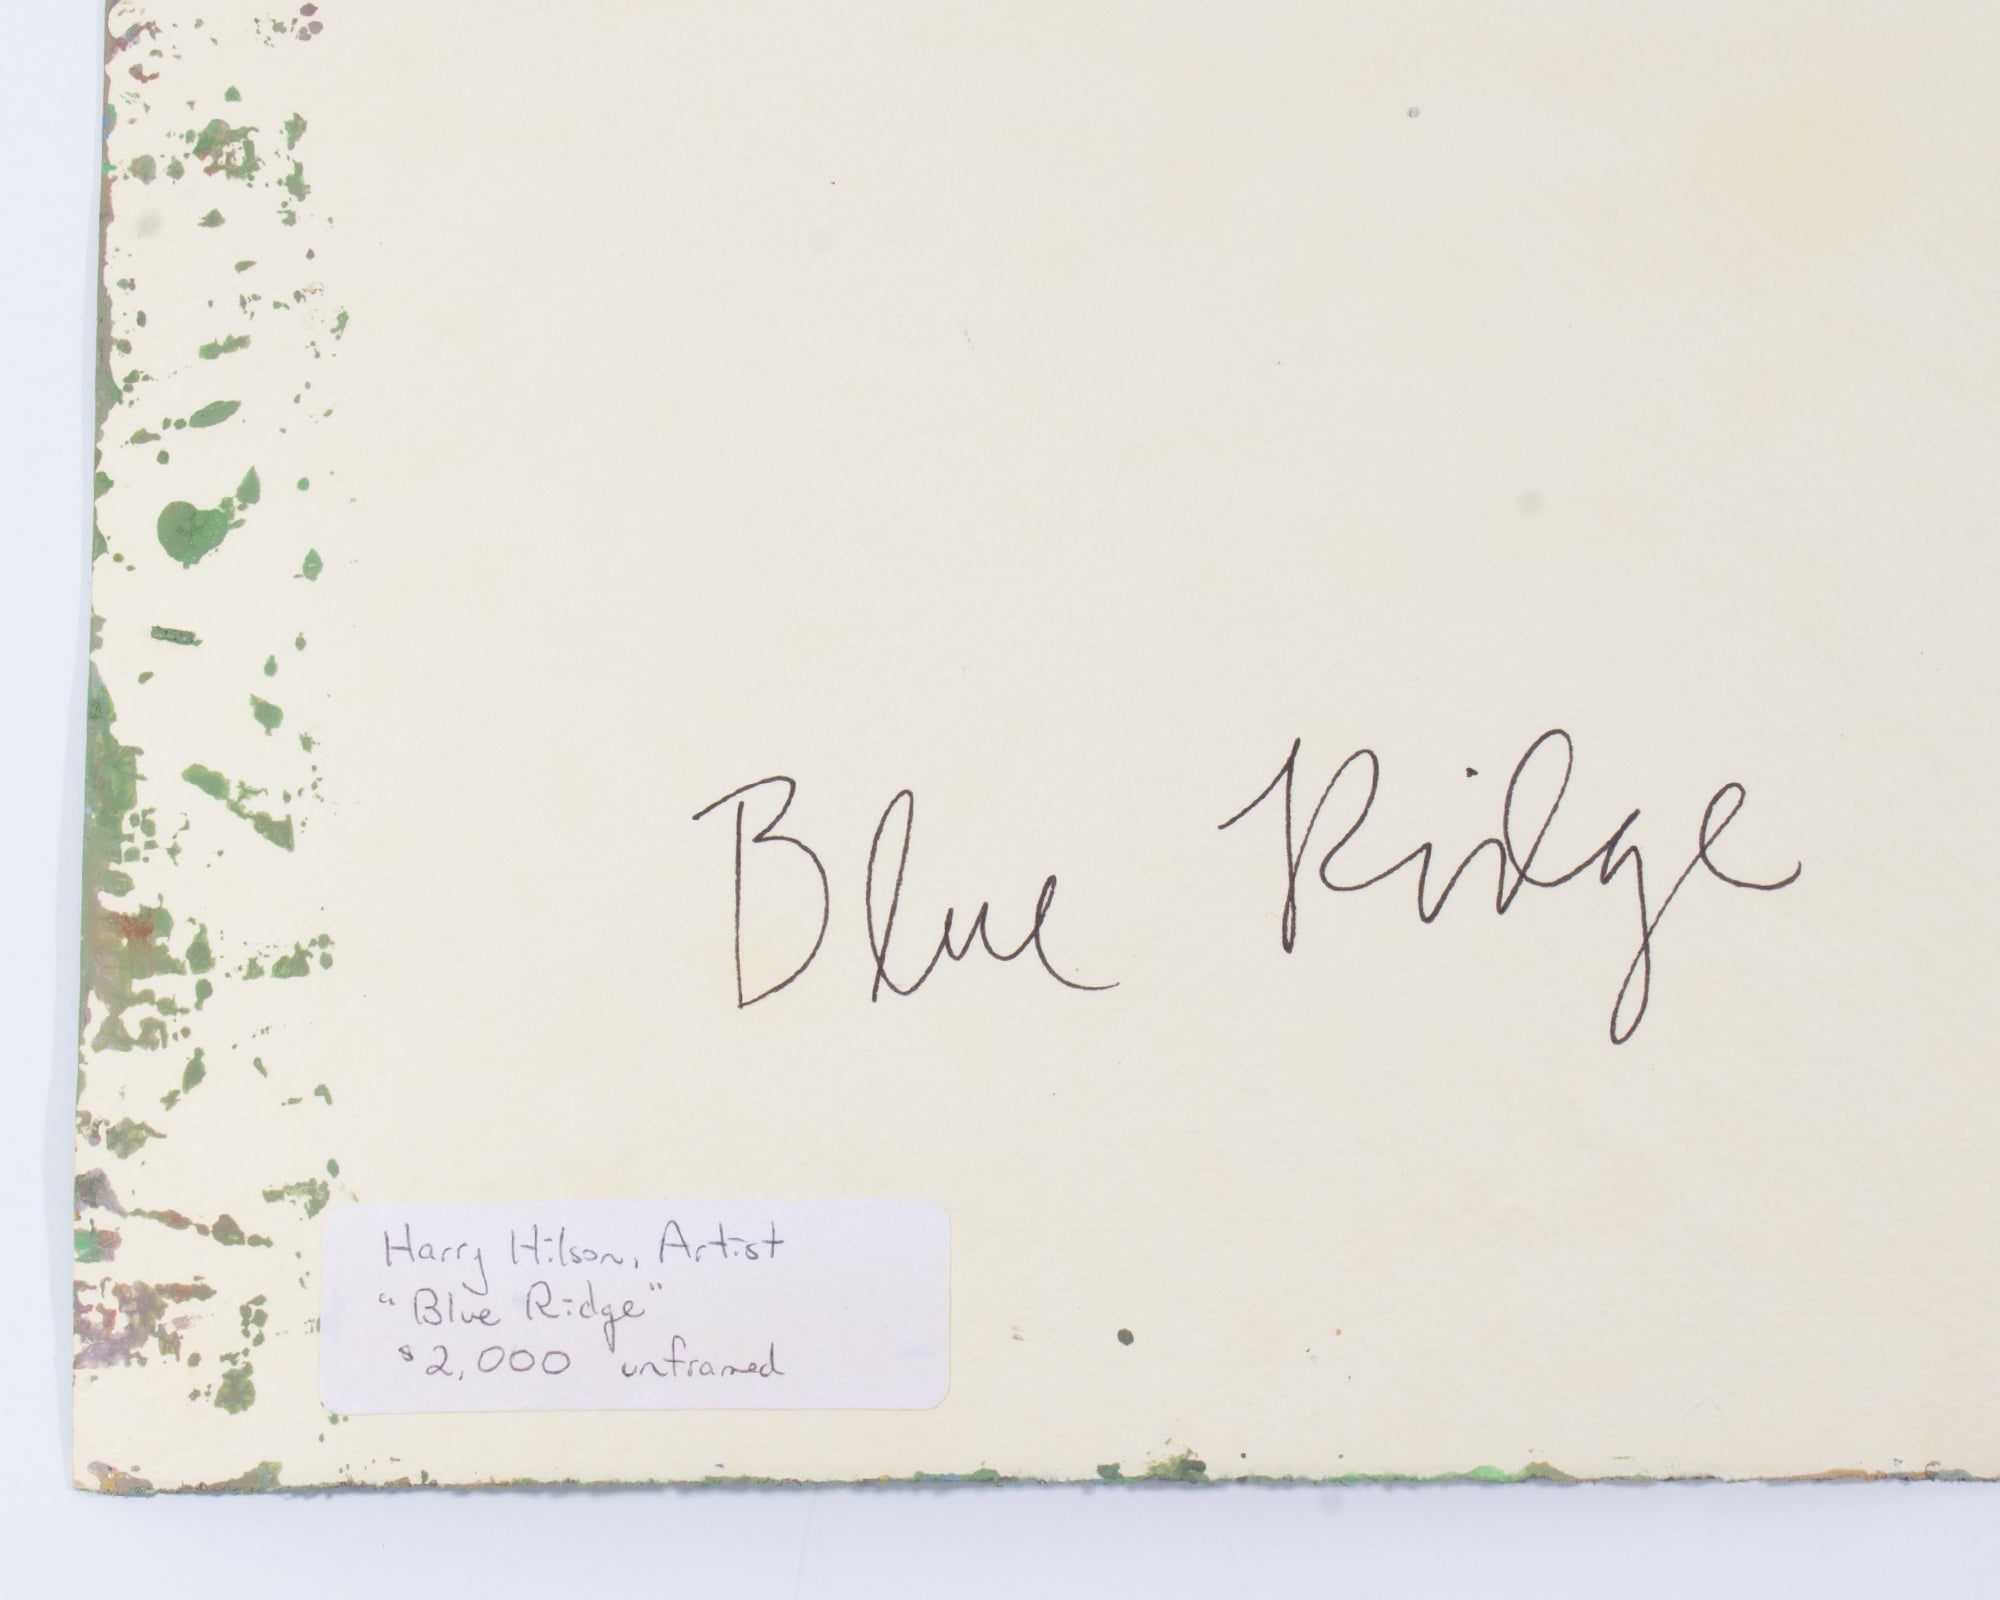 Blue Ridge
Harry Hilson, Artist
"Blue Ridge"
$2,000 unframed